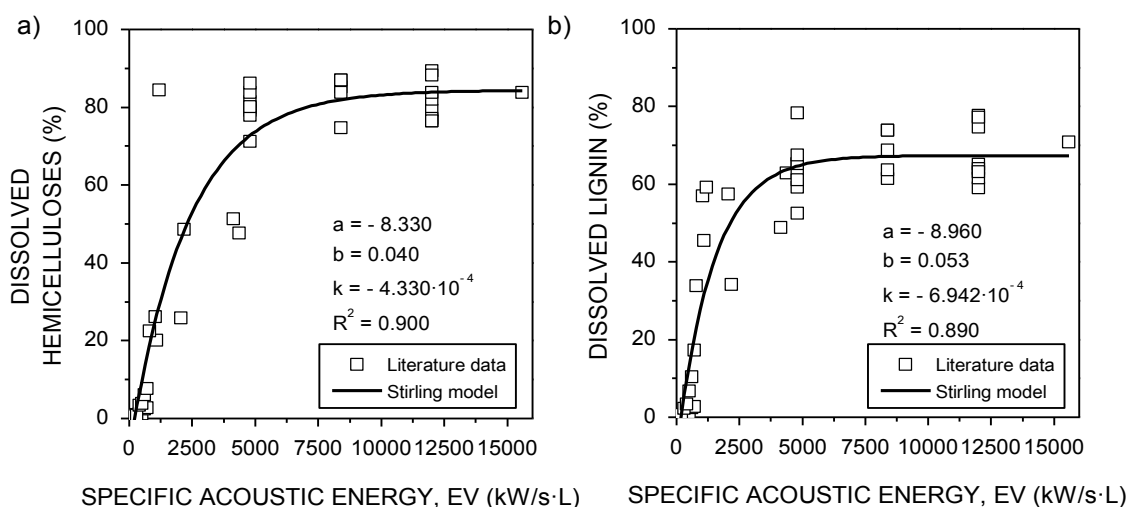 a)
DISSOLVED
HEMICELLULOSES (%)
100
80
60
40
20
0
0 2500 5000 7500 10000 12500 15000
SPECIFIC ACOUSTIC ENERGY, EV (kW/s·L)
a = - 8.330
b = 0.040
k = - 4.330·10⁻⁴
R² = 0.900
Literature data
Stirling model
b)
DISSOLVED LIGNIN (%)
100
80
60
40
20
0
0 2500 5000 7500 10000 12500 15000
SPECIFIC ACOUSTIC ENERGY, EV (kW/s·L)
a = - 8.960
b = 0.053
k = - 6.942·10⁻⁴
R² = 0.890
Literature data
Stirling model